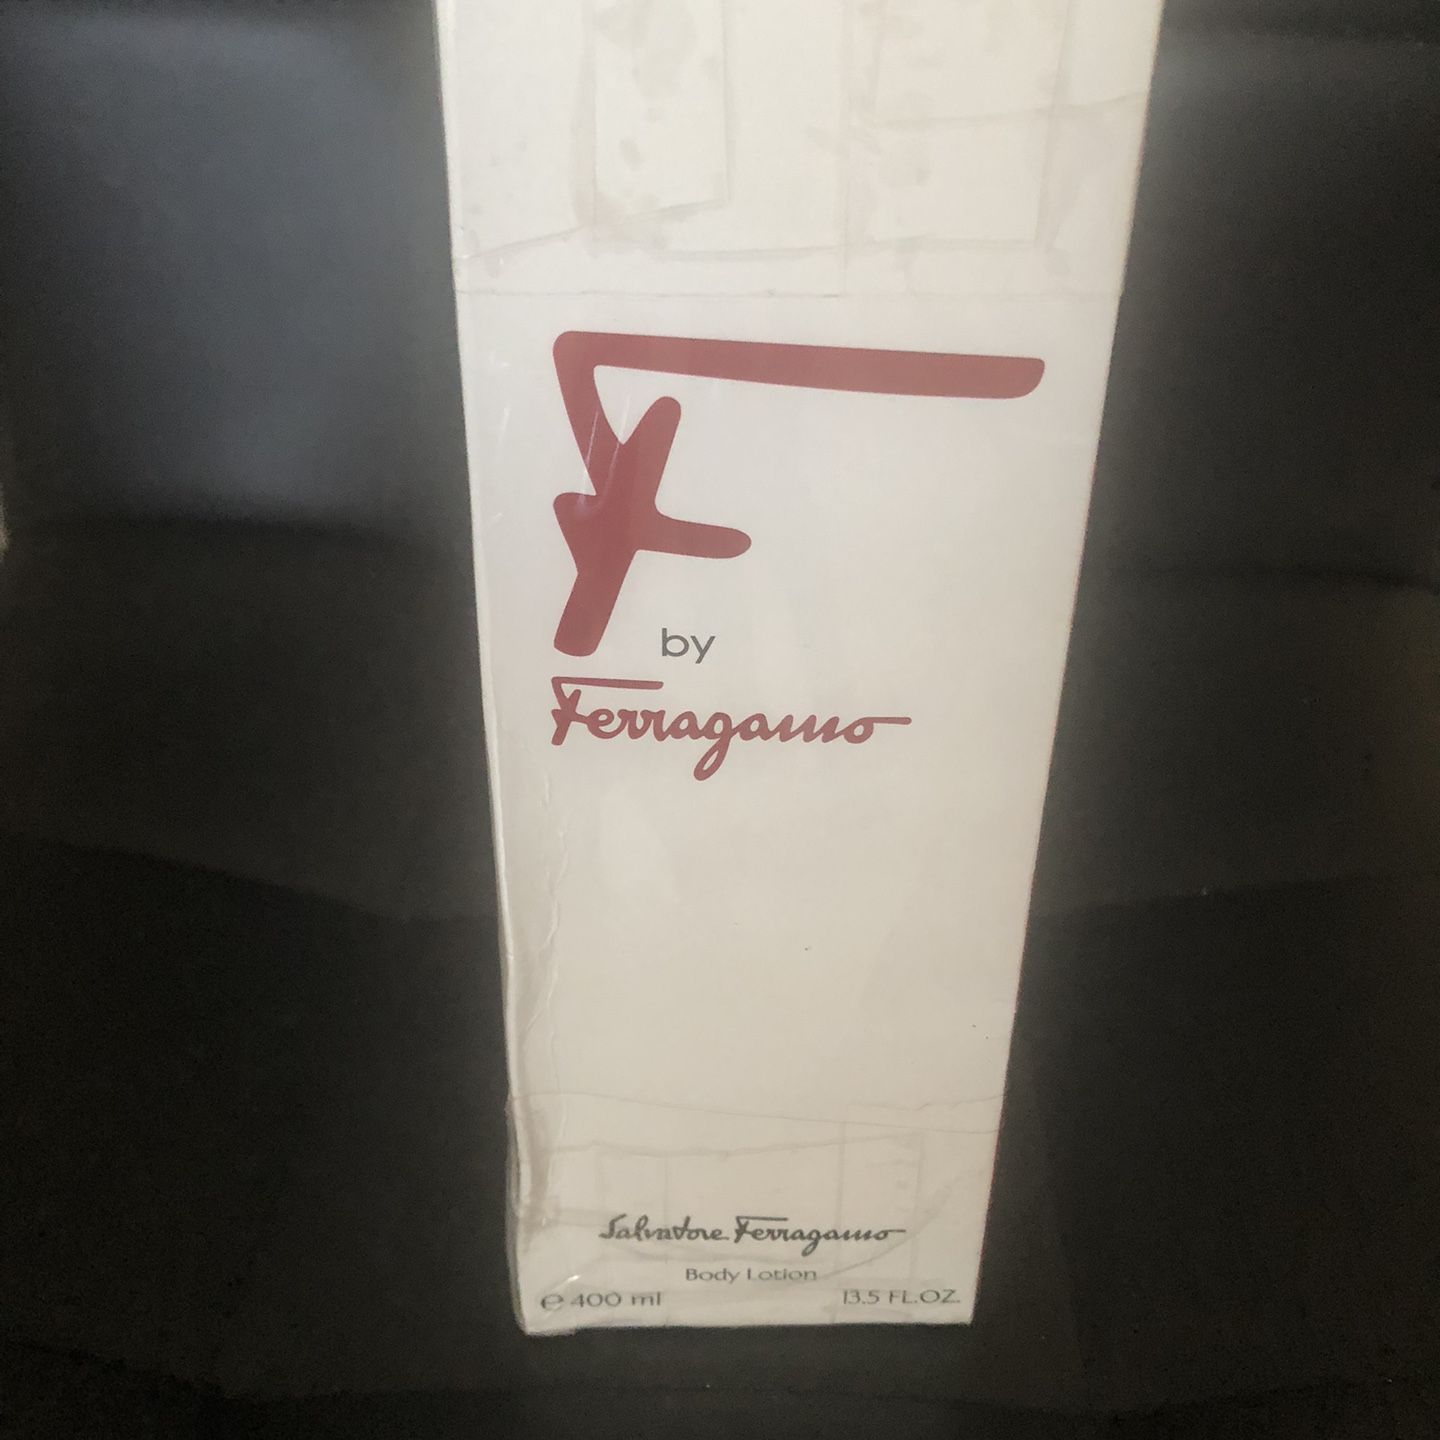 F
by
Ferragamo
Salvatore Ferragamo
Body Lotion
e 400 ml 13.5 FL.OZ.